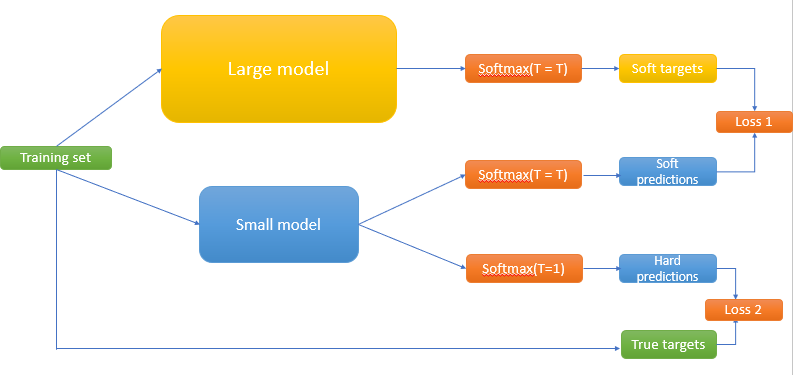 Large model
Softmax(T = T)
Soft targets
Loss 1
Training set
Soft
predictions
Softmax(T = T)
Small model
Softmax(T=1)
Hard
predictions
Loss 2
True targets